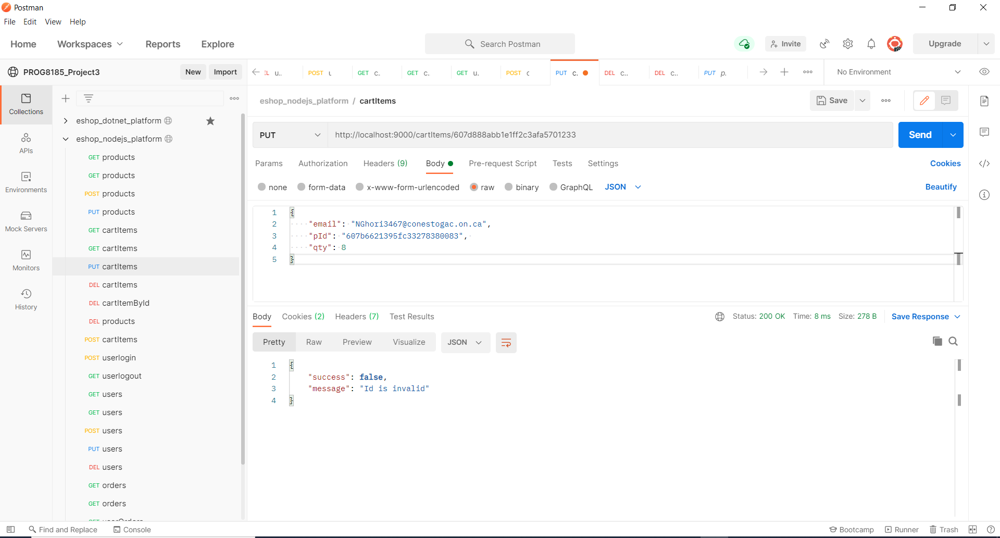 Postman
File Edit View Help
Home Workspaces Reports Explore Search Postman Invite Upgrade
PROG8185_Project3 New Import
EL u.. POST GET c. GET c. GET u. POST c PUT c. DEL c.. DEL c.. PUT p. No Environment
Collections
APIs
Environments
Mock Servers
Monitors
History
eshop_dotnet_platform
eshop_nodejs_platform
GET products
GET products
POST products
PUT products
GET cartItems
GET cartItems
PUT cartItems
DEL cartItems
DEL cartItemById
DEL products
POST cartItems
POST userlogin
GET userlogout
GET users
GET users
POST users
PUT users
DEL users
GET orders
GET orders
GET userOrders
eshop_nodejs_platform / cartItems Save
PUT http://localhost:9000/cartItems/607d888abb1e1ff2c3afa5701233 Send
Params Authorization Headers (9) Body Pre-request Script Tests Settings Cookies
none form-data x-www-form-urlencoded raw binary GraphQL JSON Beautify
1 {
2 "email": "NGhori3467@conestogac.on.ca",
3 "pId": "607b6621395fc33278380083",
4 "qty": 8
5 }
Body Cookies (2) Headers (7) Test Results Status: 200 OK Time: 8 ms Size: 278 B Save Response
Pretty Raw Preview Visualize JSON
1 {
2 "success": false,
3 "message": "Id is invalid"
4 }
Find and Replace Console Bootcamp Runner Trash